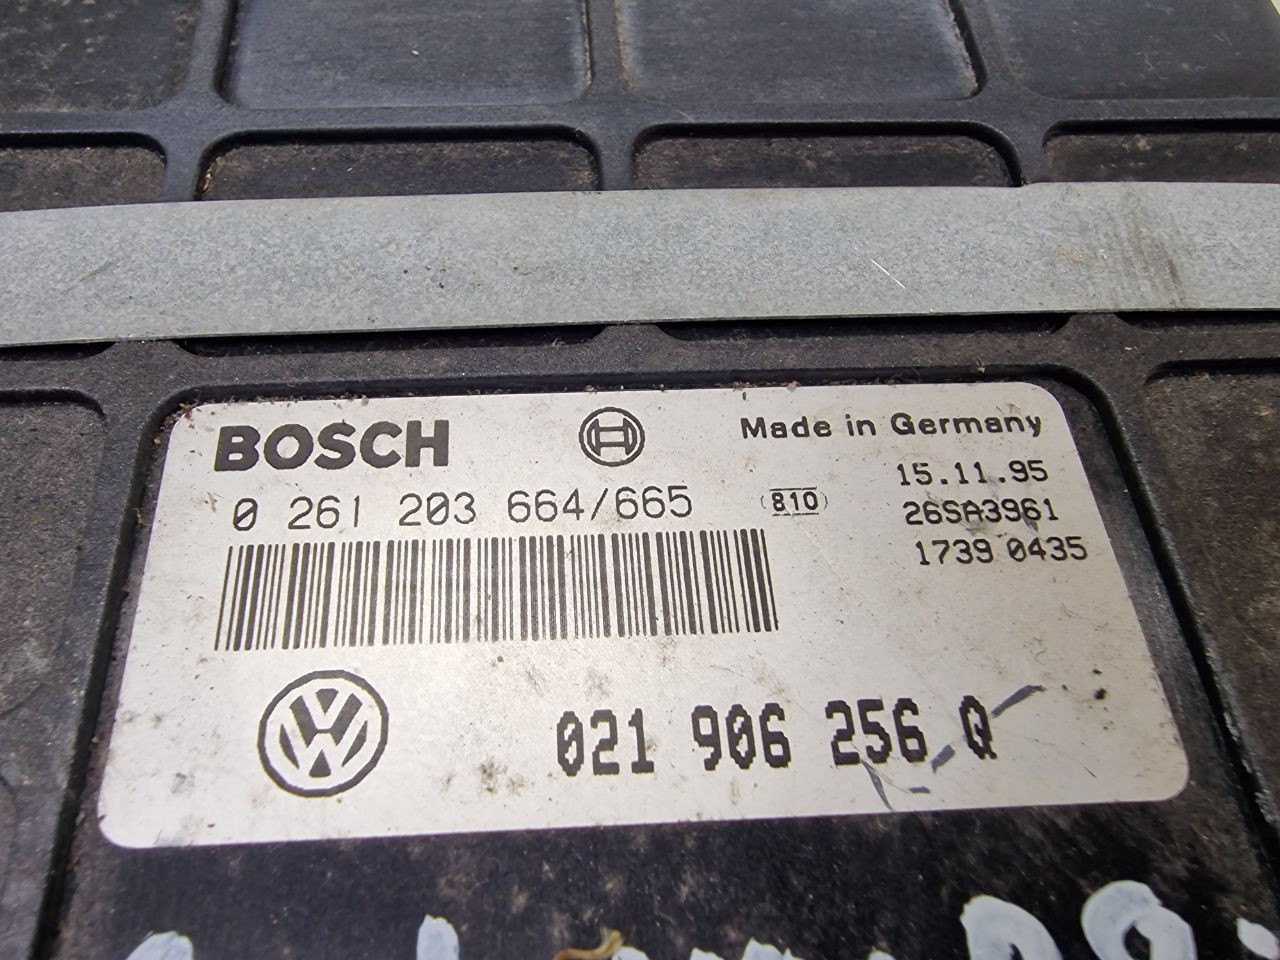 BOSCH
Made in Germany
15.11.95
0 261 203 664/665
810
26SA3961
1739 0435
021 906 256 Q